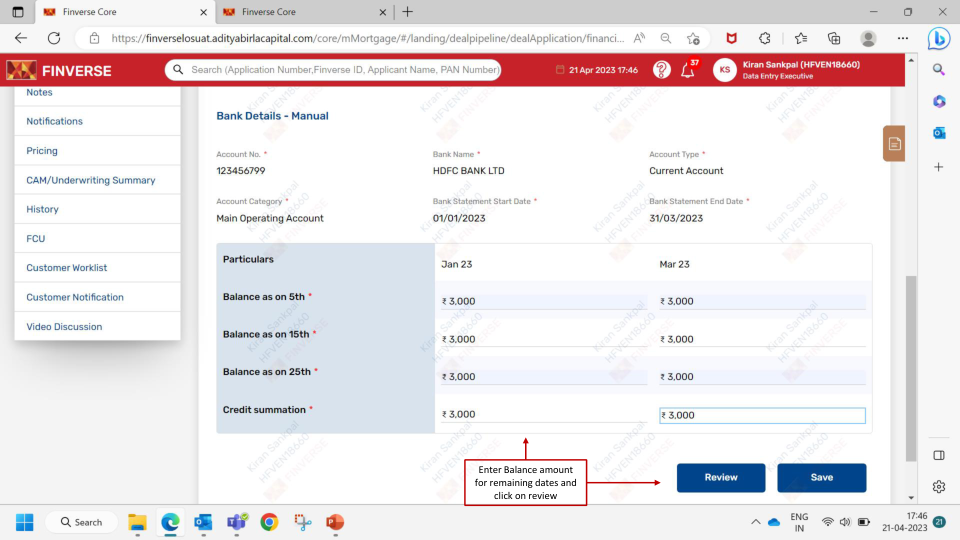 Finverse Core
Finverse Core
https://finverselosuat.adityabirlacapital.com/core/mMortgage/#/landing/dealpipeline/dealApplication/financi...
FINVERSE
Search (Application Number,Finverse ID, Applicant Name, PAN Number)
21 Apr 2023 17:46
37
KS
Kiran Sankpal (HFVEN18660)
Data Entry Executive
Notes
Notifications
Pricing
CAM/Underwriting Summary
History
FCU
Customer Worklist
Customer Notification
Video Discussion
Bank Details - Manual
Account No. *
Bank Name *
Account Type *
123456799
HDFC BANK LTD
Current Account
Account Category *
Bank Statement Start Date *
Bank Statement End Date *
Main Operating Account
01/01/2023
31/03/2023
Particulars
Jan 23
Mar 23
Balance as on 5th *
₹ 3,000
₹ 3,000
Balance as on 15th *
₹ 3,000
₹ 3,000
Balance as on 25th *
₹ 3,000
₹ 3,000
Credit summation *
₹ 3,000
₹ 3,000
Enter Balance amount
for remaining dates and
click on review
Review
Save
Kiran Sankpal
HFVEN18660
FINVERSE
Search
ENG
IN
17:46
21-04-2023
21